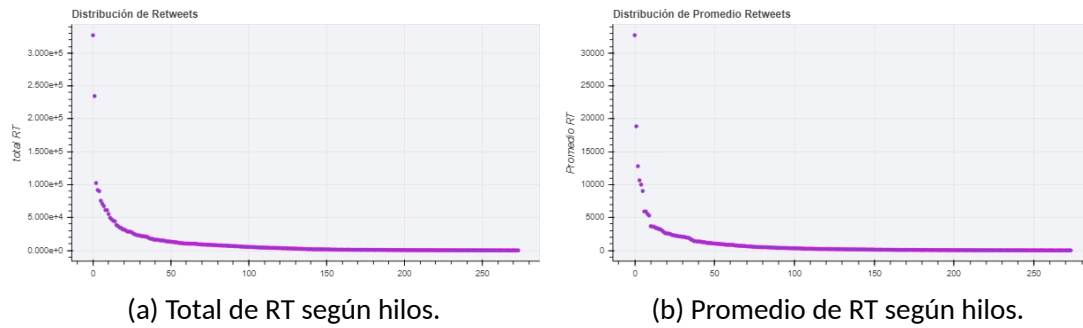 Distribución de Retweets
total RT
3.000e+5
2.500e+5
2.000e+5
1.500e+5
1.000e+5
5.000e+4
0.000e+0
0 50 100 150 200 250
(a) Total de RT según hilos.
Distribución de Promedio Retweets
Promedio RT
30000
25000
20000
15000
10000
5000
0
0 50 100 150 200 250
(b) Promedio de RT según hilos.